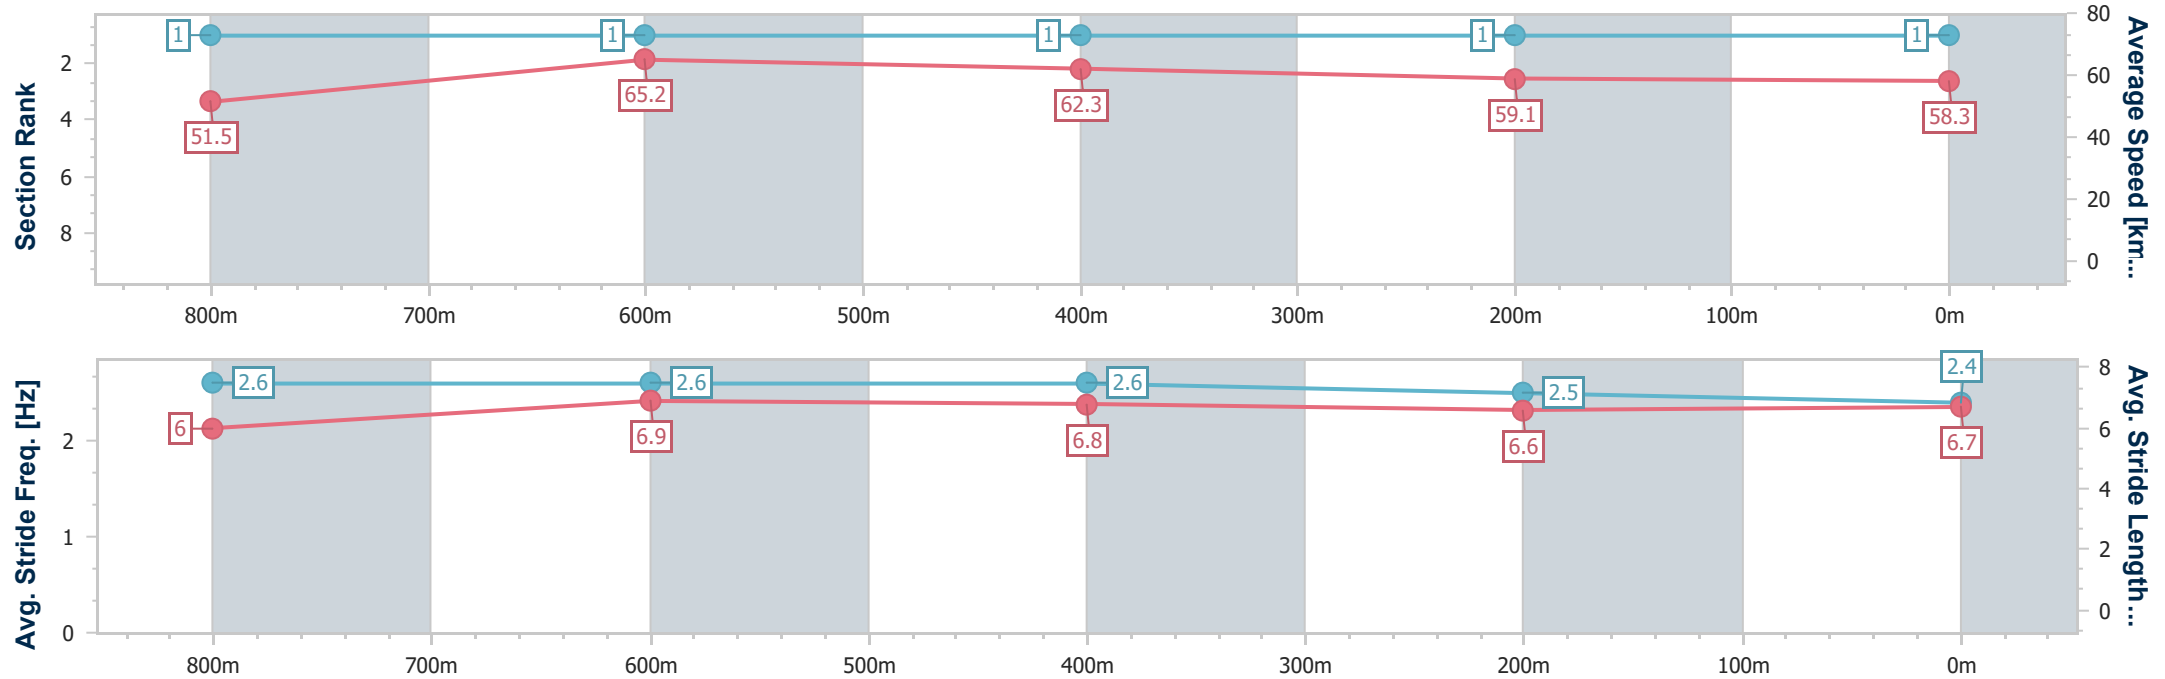 Section Rank
2
4
6
8
1
1
1
1
1
51.5
65.2
62.3
59.1
58.3
80
60
40
20
0
Average Speed [km...
800m
700m
600m
500m
400m
300m
200m
100m
0m
Avg. Stride Freq. [Hz]
2
1
0
2.6
2.6
2.6
2.5
2.4
6
6.9
6.8
6.6
6.7
8
6
4
2
0
Avg. Stride Length...
800m
700m
600m
500m
400m
300m
200m
100m
0m